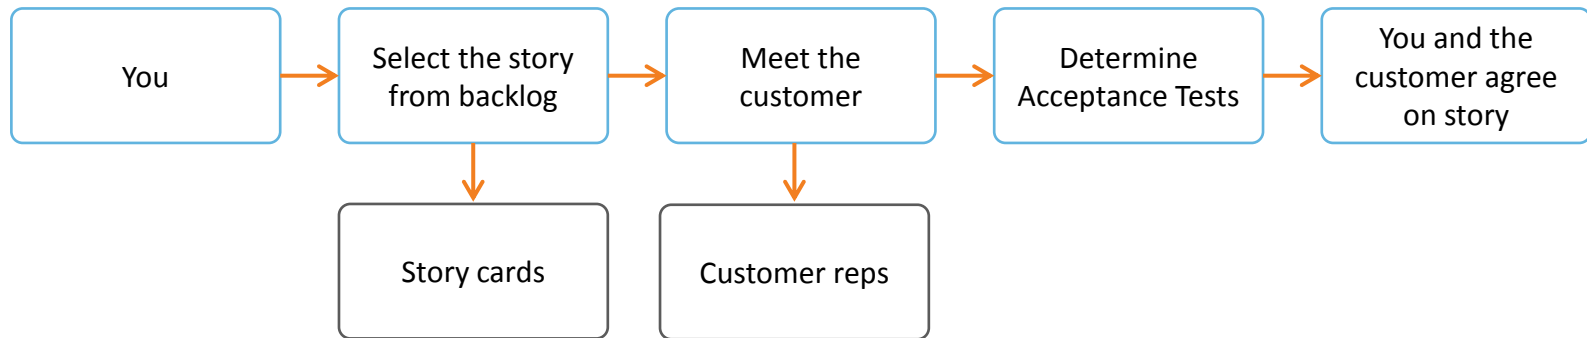 You
Select the story
from backlog
Meet the
customer
Determine
Acceptance Tests
You and the
customer agree
on story
Story cards
Customer reps